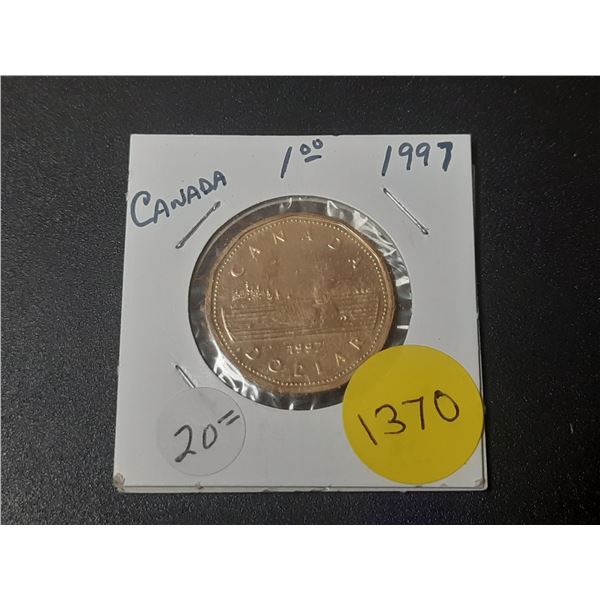 CANADA 1⁰⁰ 1997
CANADA
1997
DOLLAR
20=
1370